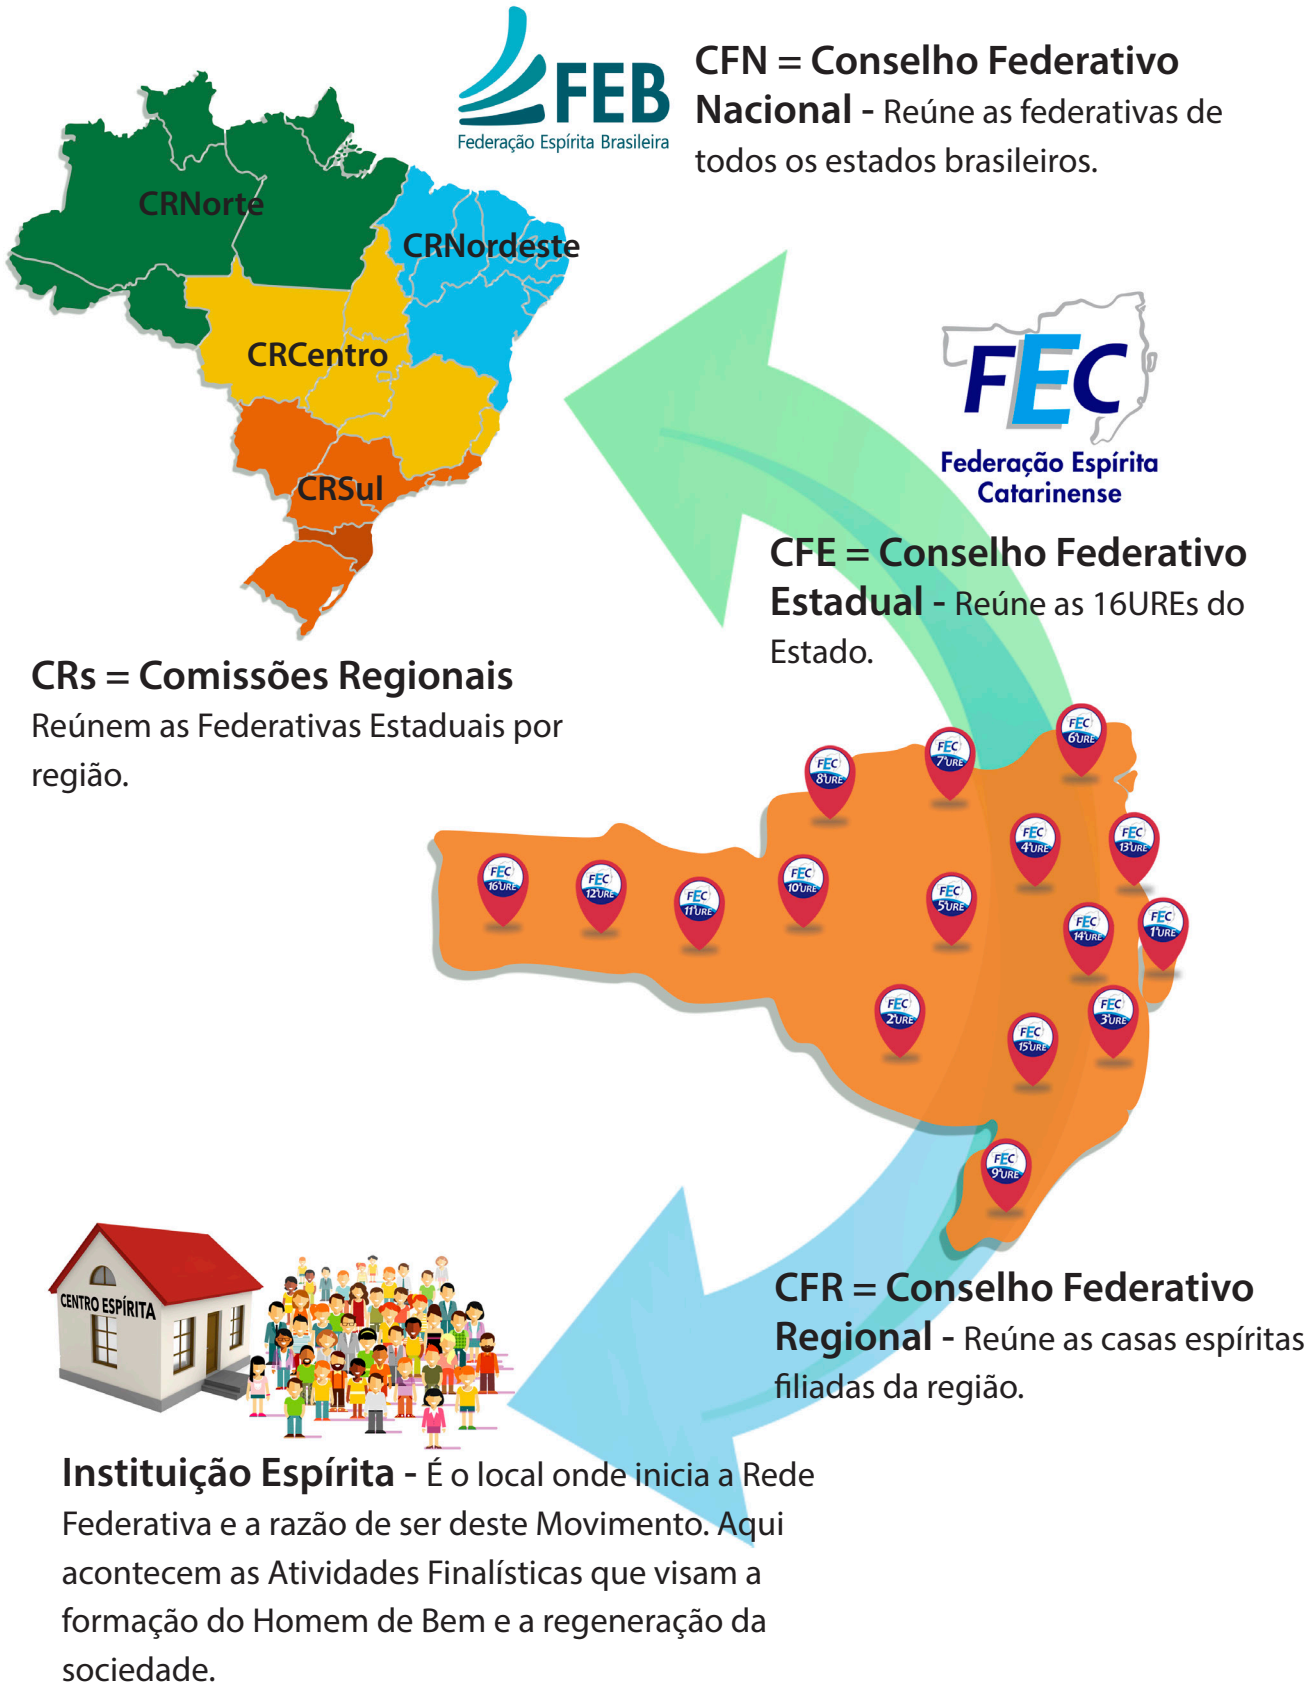 FEB
Federação Espírita Brasileira
CFN = Conselho Federativo
Nacional - Reúne as federativas de
todos os estados brasileiros.
CRNorte
CRNordeste
CRCentro
CRSul
FEC
Federação Espírita
Catarinense
CFE = Conselho Federativo
Estadual - Reúne as 16UREs do
Estado.
CRs = Comissões Regionais
Reúnem as Federativas Estaduais por
região.
FEC
6ªURE
FEC
7ªURE
FEC
8ªURE
FEC
4ªURE
FEC
13ªURE
FEC
16ªURE
FEC
12ªURE
FEC
11ªURE
FEC
10ªURE
FEC
5ªURE
FEC
14ªURE
FEC
1ªURE
FEC
2ªURE
FEC
15ªURE
FEC
3ªURE
FEC
9ªURE
CENTRO ESPÍRITA
CFR = Conselho Federativo
Regional - Reúne as casas espíritas
filiadas da região.
Instituição Espírita - É o local onde inicia a Rede
Federativa e a razão de ser deste Movimento. Aqui
acontecem as Atividades Finalísticas que visam a
formação do Homem de Bem e a regeneração da
sociedade.